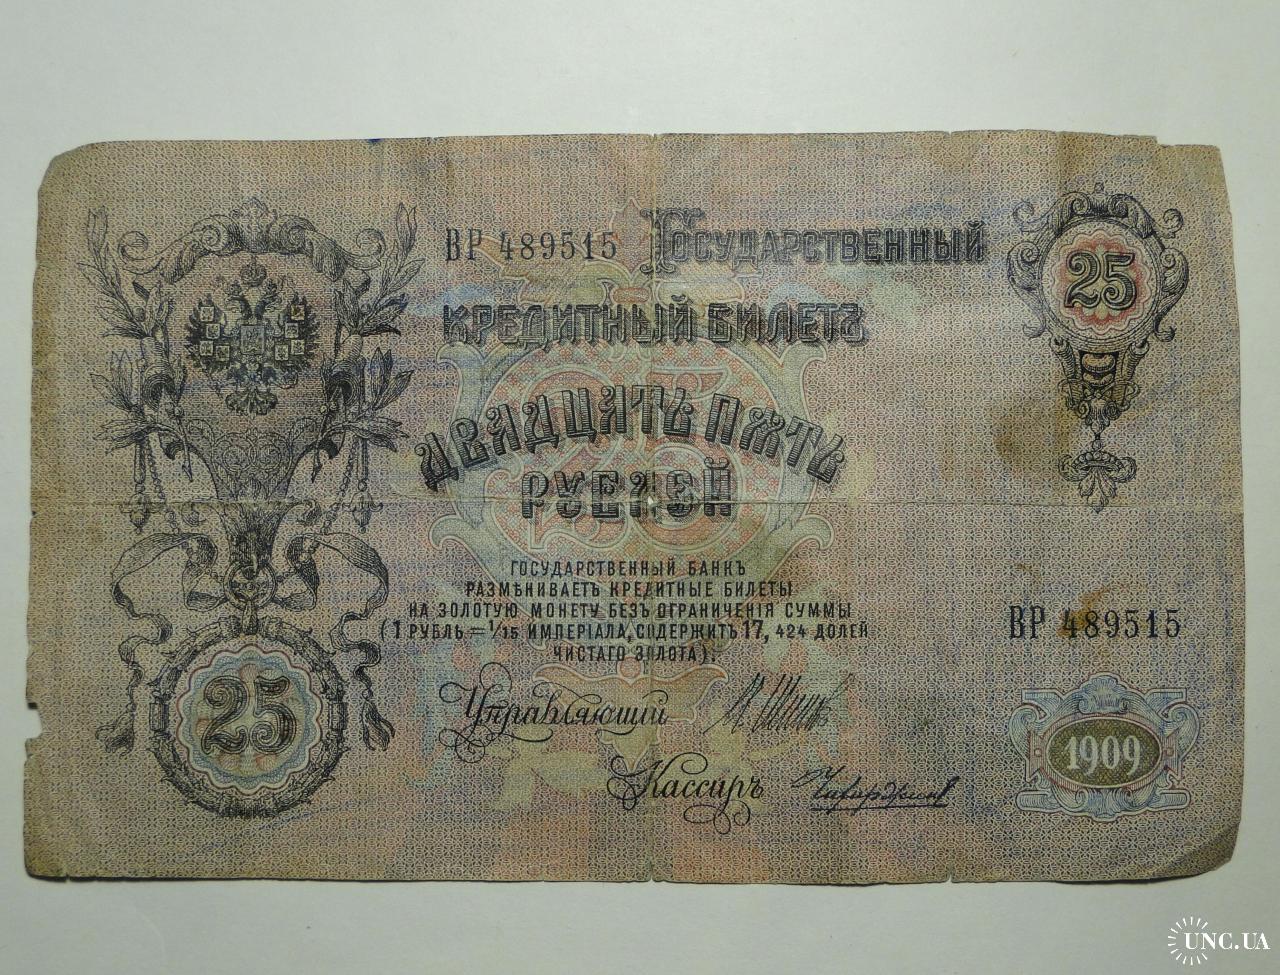 ВР 489515 Государственный
Кредитный Билетъ
25
Двадцать пять
рублей
Государственный банкъ
размѣниваетъ кредитные билеты
на золотую монету безъ ограниченія суммы
(1 рубль = 1/15 имперіала, содержитъ 17, 424 долей
чистаго золота).
ВР 489515
25
Управляющій
Кассиръ
1909
UNC.UA